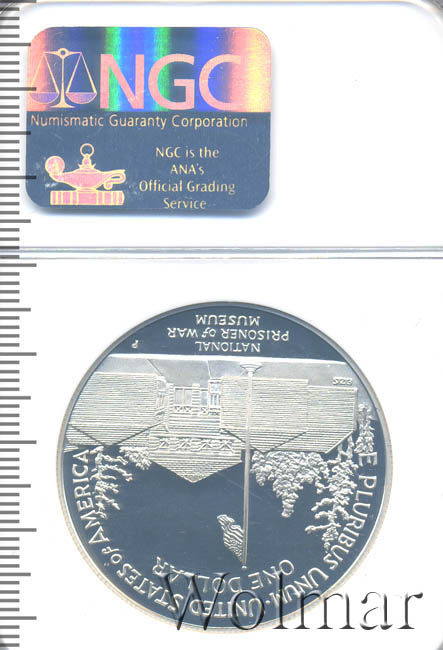 NGC
Numismatic Guaranty Corporation
NGC is the
ANA's
Official Grading
Service
E PLURIBUS UNUM · UNITED STATES of AMERICA
ONE DOLLAR
NATIONAL
PRISONER of WAR
MUSEUM
P
Wolmar